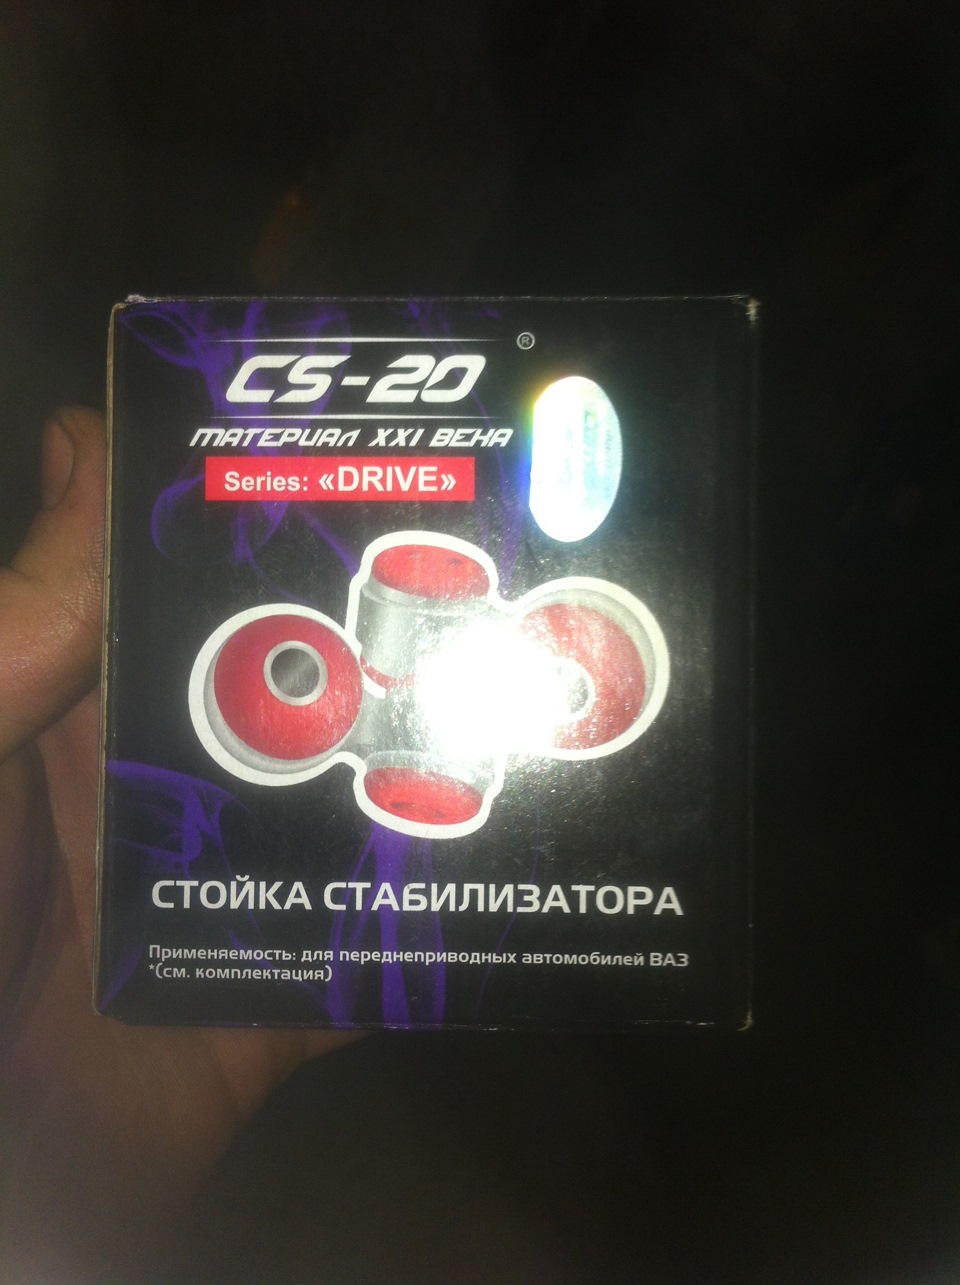 CS-20 ®
МАТЕРИАЛ XXI ВЕКА
Series: «DRIVE»
СТОЙКА СТАБИЛИЗАТОРА
Применяемость: для переднеприводных автомобилей ВАЗ
*(см. комплектация)